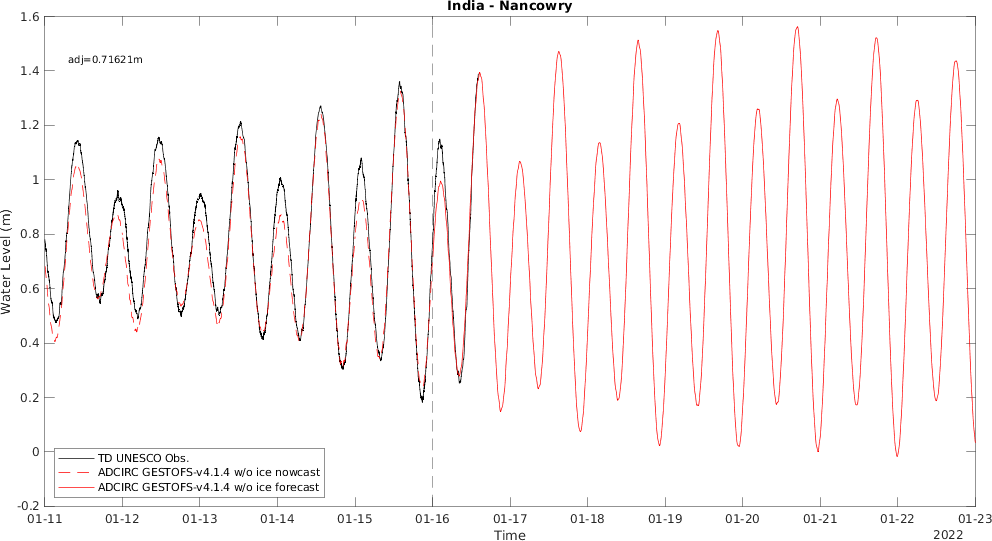 India - Nancowry
adj=0.71621m
1.6
1.4
1.2
1
0.8
0.6
0.4
0.2
0
-0.2
Water Level (m)
TD UNESCO Obs.
ADCIRC GESTOFS-v4.1.4 w/o ice nowcast
ADCIRC GESTOFS-v4.1.4 w/o ice forecast
01-11 01-12 01-13 01-14 01-15 01-16 01-17 01-18 01-19 01-20 01-21 01-22 01-23
Time
2022